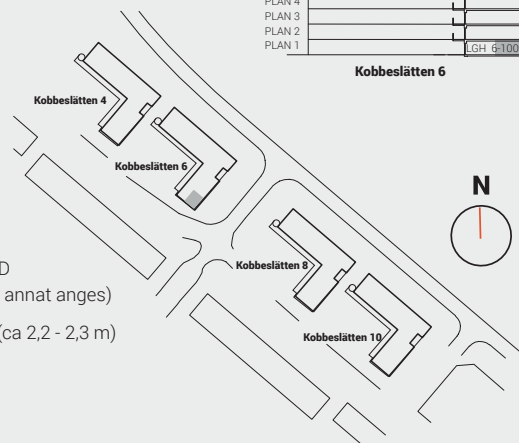 PLAN 4
PLAN 3
PLAN 2
PLAN 1
LGH 6-100
Kobbeslätten 6
Kobbeslätten 4
Kobbeslätten 6
N
Kobbeslätten 8
D
annat anges)
(ca 2,2 - 2,3 m)
Kobbeslätten 10